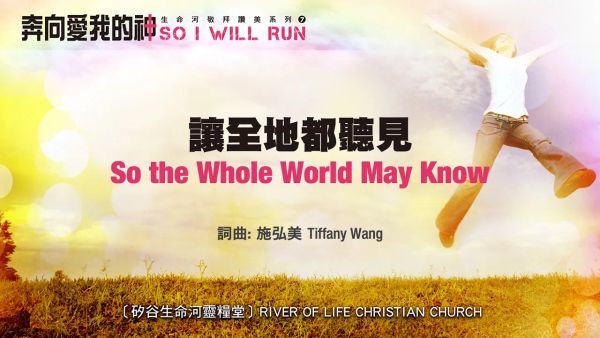 生命河敬拜讚美系列7
奔向愛我的神 SO I WILL RUN
讓全地都聽見
So the Whole World May Know
詞曲: 施弘美 Tiffany Wang
〔矽谷生命河靈糧堂〕RIVER OF LIFE CHRISTIAN CHURCH